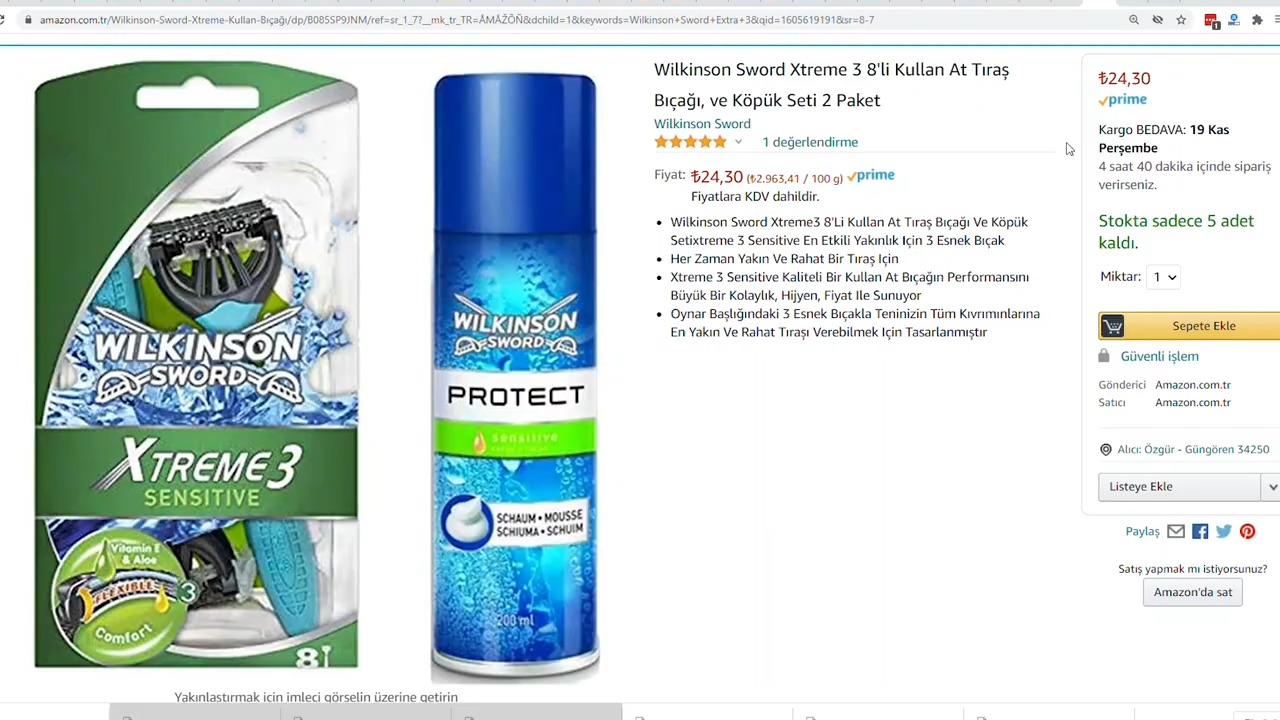 amazon.com.tr/Wilkinson-Sword-Xtreme-Kullan-Bıçağı/dp/B085SP9JNM/ref=sr_1_7?__mk_tr_TR=ÅMÅŽÕÑ&dchild=1&keywords=Wilkinson+Sword+Extra+3&qid=1605619191&sr=8-7
Wilkinson Sword Xtreme 3 8'li Kullan At Tıraş
Bıçağı, ve Köpük Seti 2 Paket
Wilkinson Sword
1 değerlendirme
Fiyat: ₺24,30 (₺2.963,41 / 100 g) prime
Fiyatlara KDV dahildir.
Wilkinson Sword Xtreme3 8'Li Kullan At Tıraş Bıçağı Ve Köpük
Setixtreme 3 Sensitive En Etkili Yakınlık Için 3 Esnek Bıçak
Her Zaman Yakın Ve Rahat Bir Tıraş Için
Xtreme 3 Sensitive Kaliteli Bir Kullan At Bıçağın Performansını
Büyük Bir Kolaylık, Hijyen, Fiyat Ile Sunuyor
Oynar Başlığındaki 3 Esnek Bıçakla Teninizin Tüm Kıvrımlarına
En Yakın Ve Rahat Tıraşı Verebilmek Için Tasarlanmıştır
₺24,30
prime
Kargo BEDAVA: 19 Kas
Perşembe
4 saat 40 dakika içinde sipariş
verirseniz.
Stokta sadece 5 adet
kaldı.
Miktar: 1
Sepete Ekle
Güvenli işlem
Gönderici Amazon.com.tr
Satıcı Amazon.com.tr
Alıcı: Özgür - Güngören 34250
Listeye Ekle
Paylaş
Satış yapmak mı istiyorsunuz?
Amazon'da sat
WILKINSON
SWORD
XTREME3
SENSITIVE
Vitamin E
& Aloe
FLEXIBLE
3
Comfort
8
WILKINSON
SWORD
PROTECT
sensitive
SCHAUM • MOUSSE
SCHIUMA • SCHUIM
200 ml
Yakınlaştırmak için imleci görselin üzerine getirin